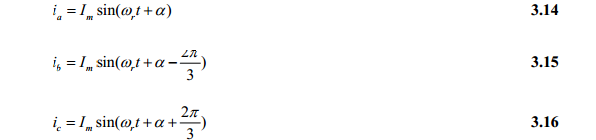 i_a = I_m sin(ω_r t + α) 3.14
i_b = I_m sin(ω_r t + α − 2π/3) 3.15
i_c = I_m sin(ω_r t + α + 2π/3) 3.16